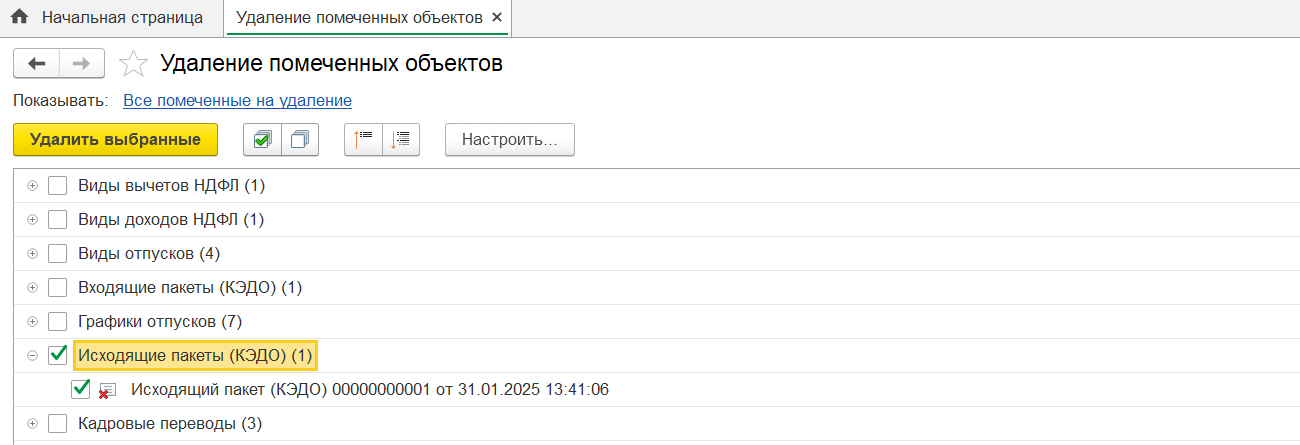 Начальная страница Удаление помеченных объектов ×
Удаление помеченных объектов
Показывать: Все помеченные на удаление
Удалить выбранные Настроить...
Виды вычетов НДФЛ (1)
Виды доходов НДФЛ (1)
Виды отпусков (4)
Входящие пакеты (КЭДО) (1)
Графики отпусков (7)
Исходящие пакеты (КЭДО) (1)
Исходящий пакет (КЭДО) 00000000001 от 31.01.2025 13:41:06
Кадровые переводы (3)